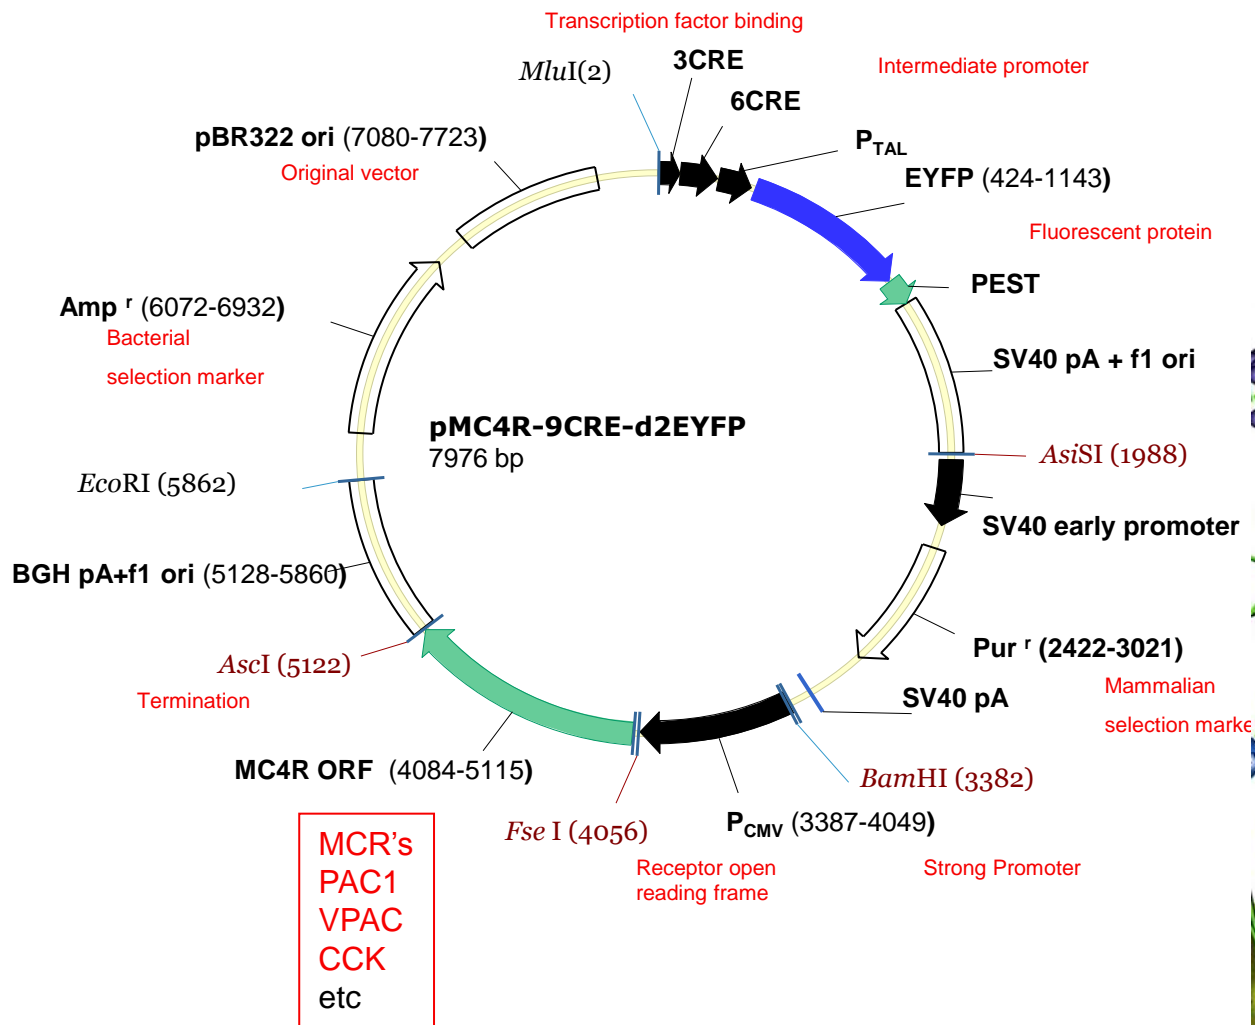 Transcription factor binding
MluI(2)
3CRE
Intermediate promoter
6CRE
pBR322 ori (7080-7723)
PTAL
Original vector
EYFP (424-1143)
Fluorescent protein
PEST
Amp r (6072-6932)
Bacterial
selection marker
SV40 pA + f1 ori
pMC4R-9CRE-d2EYFP
7976 bp
AsiSI (1988)
EcoRI (5862)
SV40 early promoter
BGH pA+f1 ori (5128-5860)
Pur r (2422-3021)
AscI (5122)
Mammalian
selection marke
Termination
SV40 pA
MC4R ORF (4084-5115)
BamHI (3382)
Fse I (4056)
PCMV (3387-4049)
Receptor open
reading frame
Strong Promoter
MCR's
PAC1
VPAC
CCK
etc